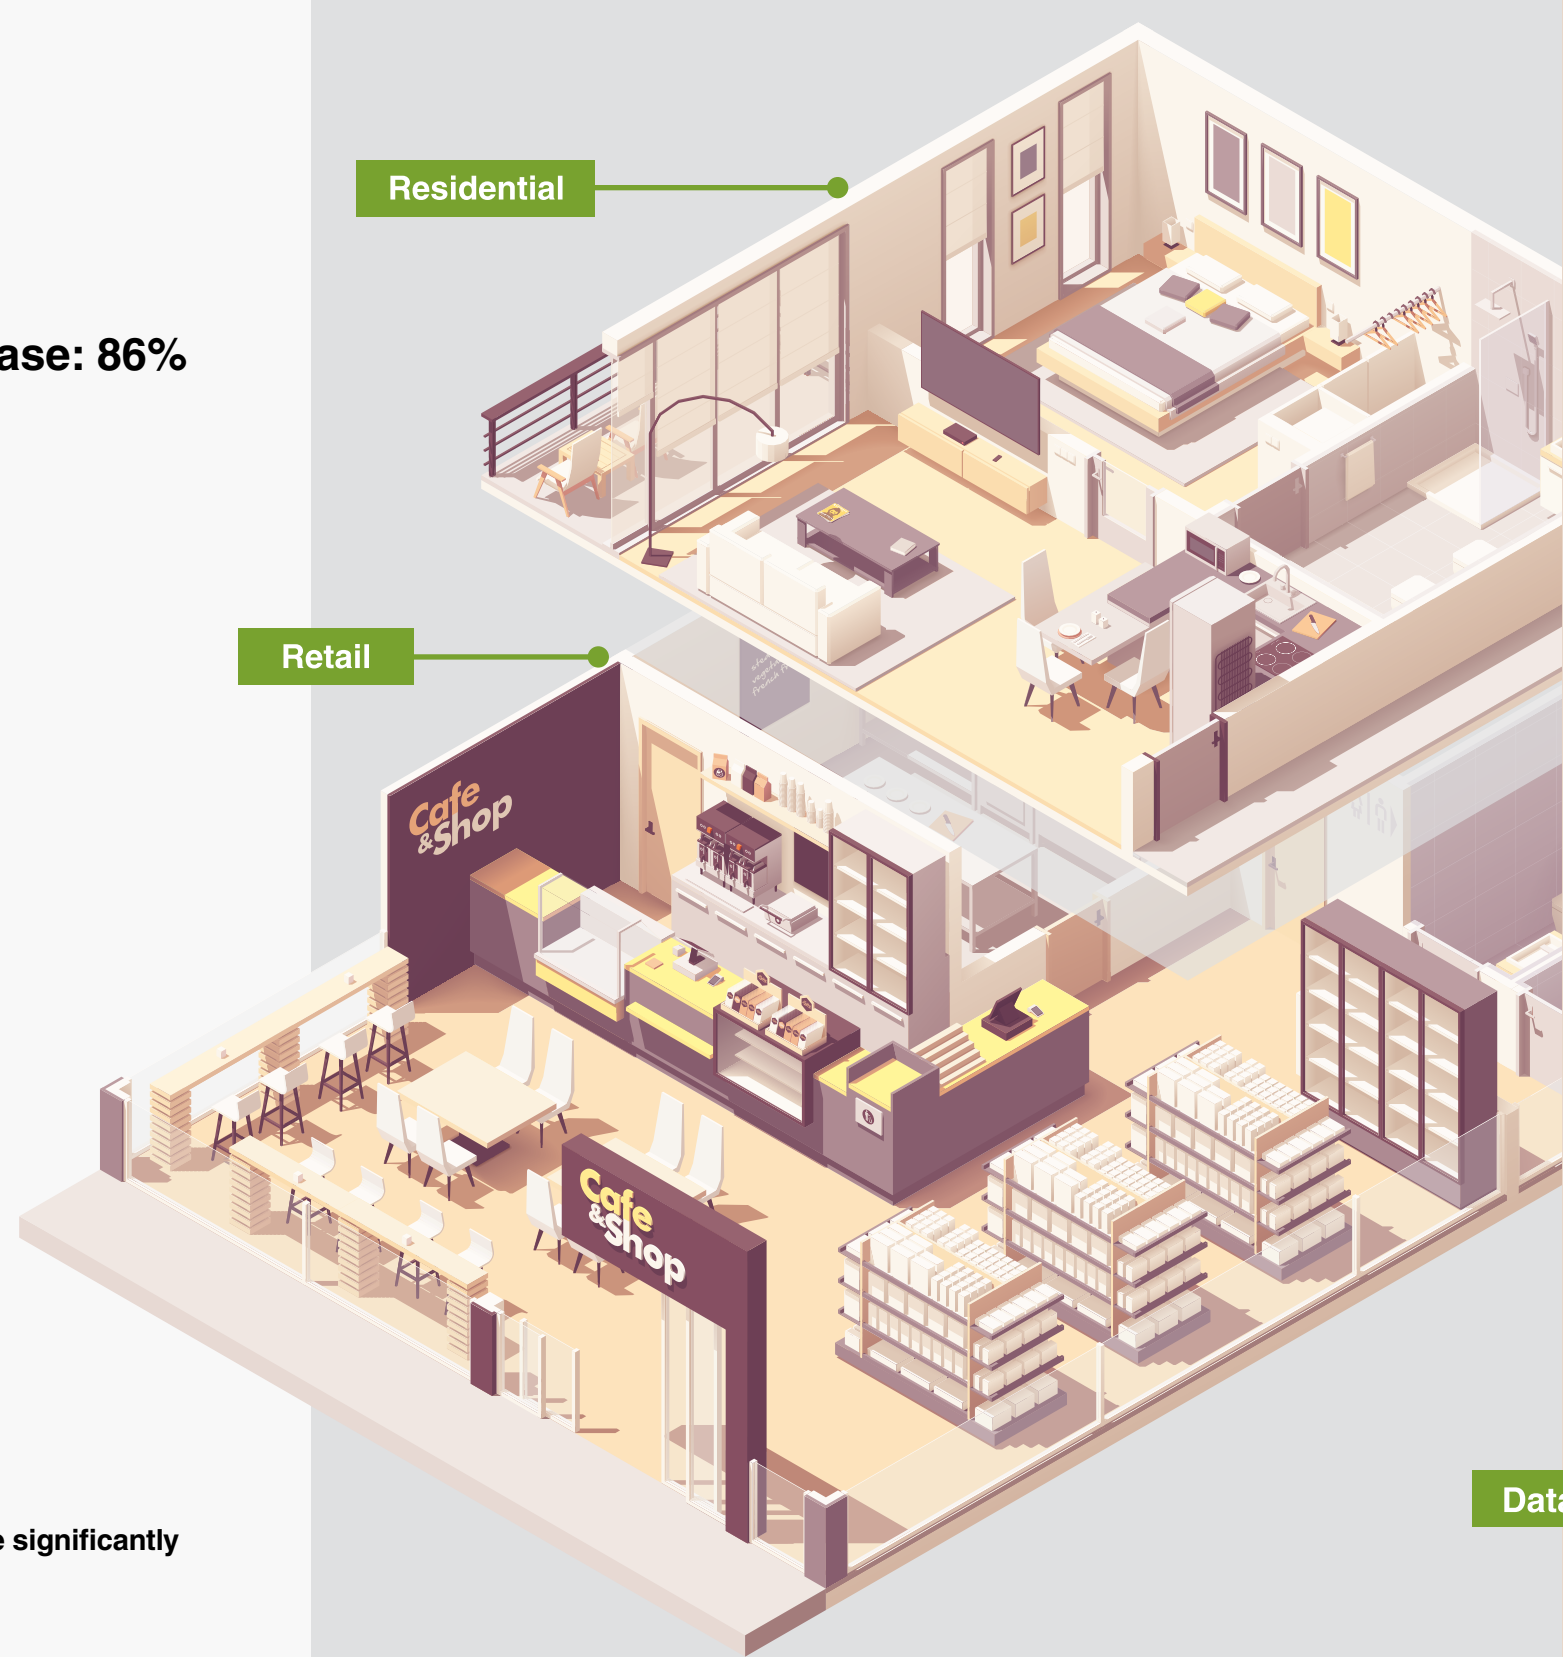 Residential
ase: 86%
Retail
Cafe
&Shop
Cafe
&Shop
Data
e significantly